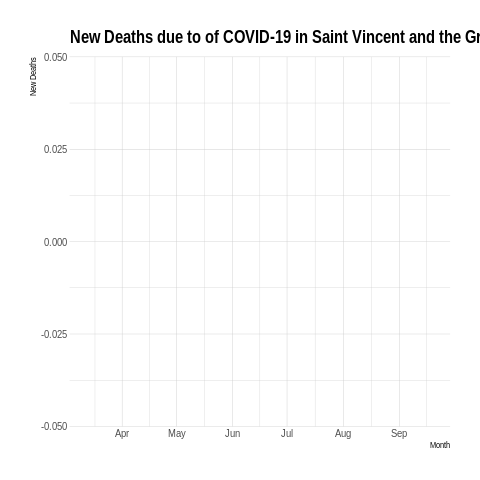 New Deaths due to of COVID-19 in Saint Vincent and the Gr
New Deaths
0.050
0.025
0.000
-0.025
-0.050
Apr May Jun Jul Aug Sep
Month